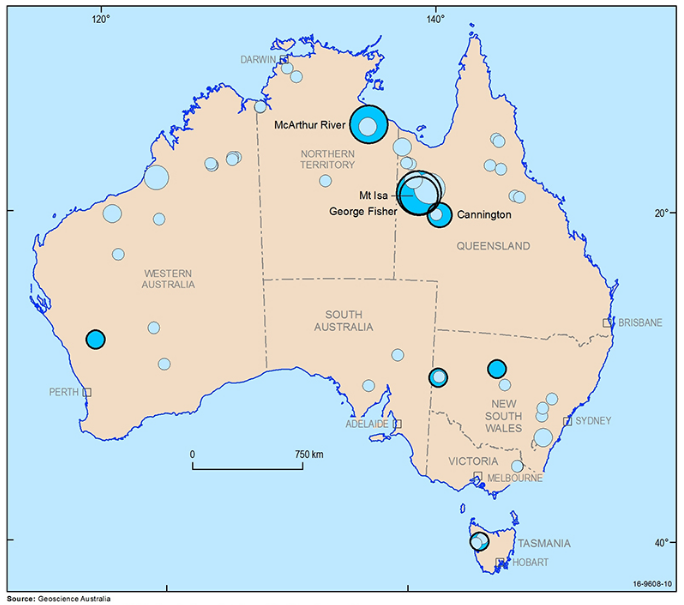 120°
140°
DARWIN
McArthur River
NORTHERN
TERRITORY
Mt Isa
George Fisher
Cannington
20°
QUEENSLAND
WESTERN
AUSTRALIA
SOUTH
AUSTRALIA
BRISBANE
PERTH
NEW
SOUTH
WALES
ADELAIDE
SYDNEY
0
750 km
VICTORIA
MELBOURNE
TASMANIA
40°
HOBART
16-9608-10
Source: Geoscience Australia